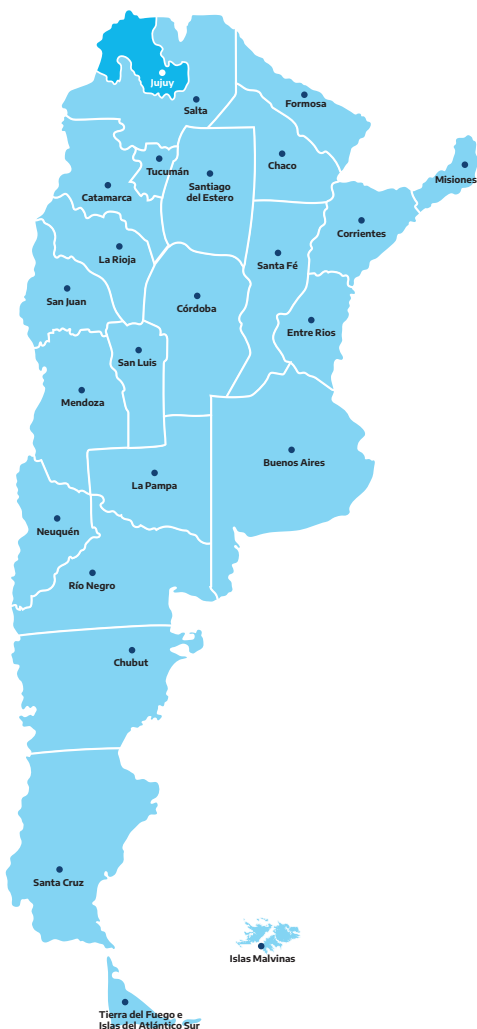 Jujuy
Formosa
Salta
Chaco
Tucumán
Misiones
Santiago
del Estero
Catamarca
Corrientes
La Rioja
Santa Fé
San Juan
Córdoba
Entre Rios
San Luis
Mendoza
Buenos Aires
La Pampa
Neuquén
Río Negro
Chubut
Santa Cruz
Islas Malvinas
Tierra del Fuego e
Islas del Atlántico Sur